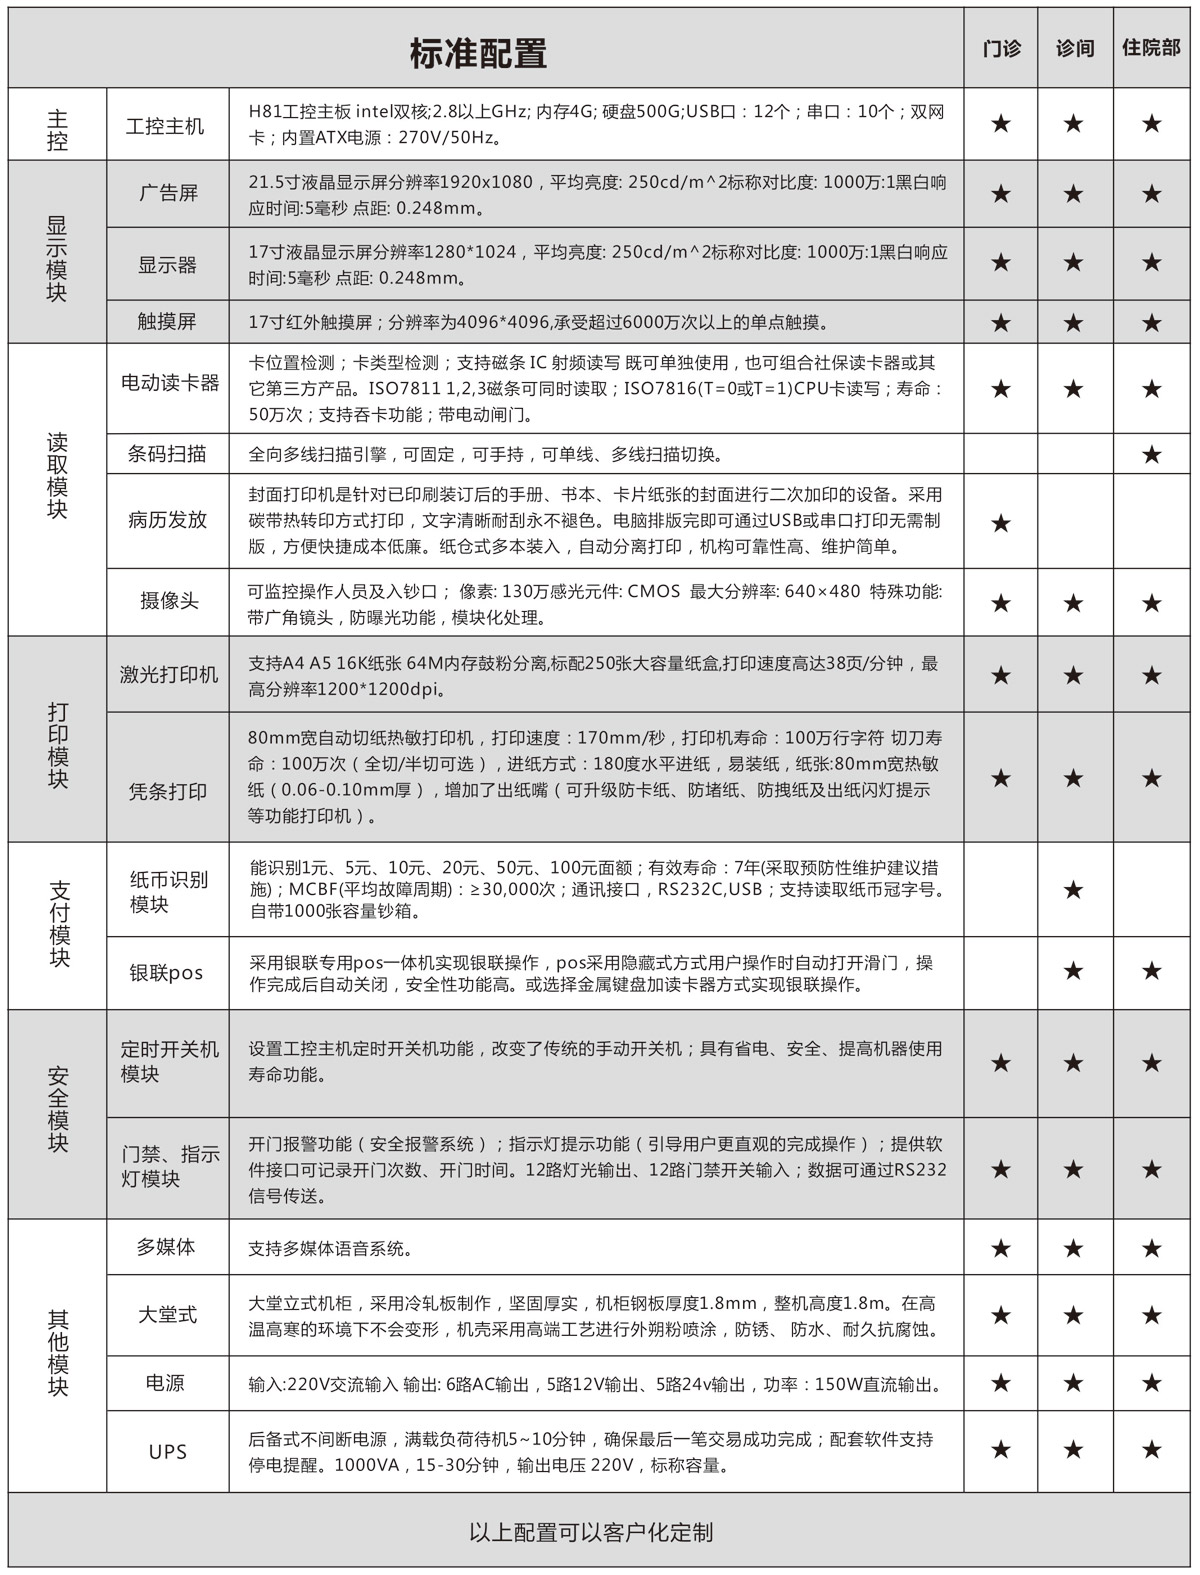 标准配置 门诊 诊间 住院部
主控
工控主机
H81工控主板 intel双核;2.8以上GHz; 内存4G; 硬盘500G;USB口：12个；串口：10个；双网
卡；内置ATX电源：270V/50Hz。
★ ★ ★
显示模块
广告屏
21.5寸液晶显示屏分辨率1920x1080，平均亮度: 250cd/m^2标称对比度: 1000万:1黑白响
应时间:5毫秒 点距: 0.248mm。
★ ★ ★
显示器
17寸液晶显示屏分辨率1280*1024，平均亮度: 250cd/m^2标称对比度: 1000万:1黑白响应
时间:5毫秒 点距: 0.248mm。
★ ★ ★
触摸屏
17寸红外触摸屏；分辨率为4096*4096,承受超过6000万次以上的单点触摸。
★ ★ ★
读取模块
电动读卡器
卡位置检测；卡类型检测；支持磁条 IC 射频读写 既可单独使用，也可组合社保读卡器或其
它第三方产品。ISO7811 1,2,3磁条可同时读取；ISO7816(T=0或T=1)CPU卡读写；寿命：
50万次；支持吞卡功能；带电动闸门。
★ ★ ★
条码扫描
全向多线扫描引擎，可固定，可手持，可单线、多线扫描切换。
★
病历发放
封面打印机是针对已印刷装订后的手册、书本、卡片纸张的封面进行二次加印的设备。采用
碳带热转印方式打印，文字清晰耐刮永不褪色。电脑排版完即可通过USB或串口打印无需制
版，方便快捷成本低廉。纸仓式多本装入，自动分离打印，机构可靠性高、维护简单。
★
摄像头
可监控操作人员及入钞口； 像素: 130万感光元件: CMOS 最大分辨率: 640×480 特殊功能:
带广角镜头，防曝光功能，模块化处理。
★ ★ ★
打印模块
激光打印机
支持A4 A5 16K纸张 64M内存鼓粉分离,标配250张大容量纸盒,打印速度高达38页/分钟，最
高分辨率1200*1200dpi。
★ ★ ★
凭条打印
80mm宽自动切纸热敏打印机，打印速度：170mm/秒，打印机寿命：100万行字符 切刀寿
命：100万次（全切/半切可选），进纸方式：180度水平进纸，易装纸，纸张:80mm宽热敏
纸（0.06-0.10mm厚），增加了出纸嘴（可升级防卡纸、防堵纸、防拽纸及出纸闪灯提示
等功能打印机）。
★ ★ ★
支付模块
纸币识别
模块
能识别1元、5元、10元、20元、50元、100元面额；有效寿命：7年(采取预防性维护建议措
施)；MCBF(平均故障周期)：≥30,000次；通讯接口，RS232C,USB；支持读取纸币冠字号。
自带1000张容量钞箱。
★
银联pos
采用银联专用pos一体机实现银联操作，pos采用隐藏式方式用户操作时自动打开滑门，操
作完成后自动关闭，安全性功能高。或选择金属键盘加读卡器方式实现银联操作。
★ ★
安全模块
定时开关机
模块
设置工控主机定时开关机功能，改变了传统的手动开关机；具有省电、安全、提高机器使用
寿命功能。
★ ★ ★
门禁、指示
灯模块
开门报警功能（安全报警系统）；指示灯提示功能（引导用户更直观的完成操作）；提供软
件接口可记录开门次数、开门时间。12路灯光输出、12路门禁开关输入；数据可通过RS232
信号传送。
★ ★ ★
其他模块
多媒体
支持多媒体语音系统。
★ ★ ★
大堂式
大堂立式机柜，采用冷轧板制作，坚固厚实，机柜钢板厚度1.8mm，整机高度1.8m。在高
温高寒的环境下不会变形，机壳采用高端工艺进行外朔粉喷涂，防锈、 防水、耐久抗腐蚀。
★ ★ ★
电源
输入:220V交流输入 输出: 6路AC输出，5路12V输出、5路24v输出，功率：150W直流输出。
★ ★ ★
UPS
后备式不间断电源，满载负荷待机5~10分钟，确保最后一笔交易成功完成；配套软件支持
停电提醒。1000VA，15-30分钟，输出电压 220V，标称容量。
★ ★ ★
以上配置可以客户化定制